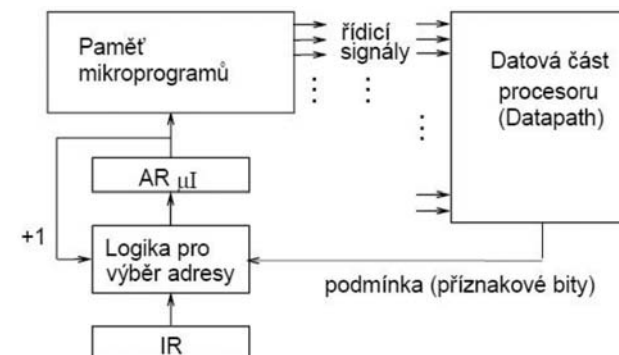 Paměť
mikroprogramů
řídicí
signály
Datová část
procesoru
(Datapath)
AR μI
+1
Logika pro
výběr adresy
podmínka (příznakové bity)
IR